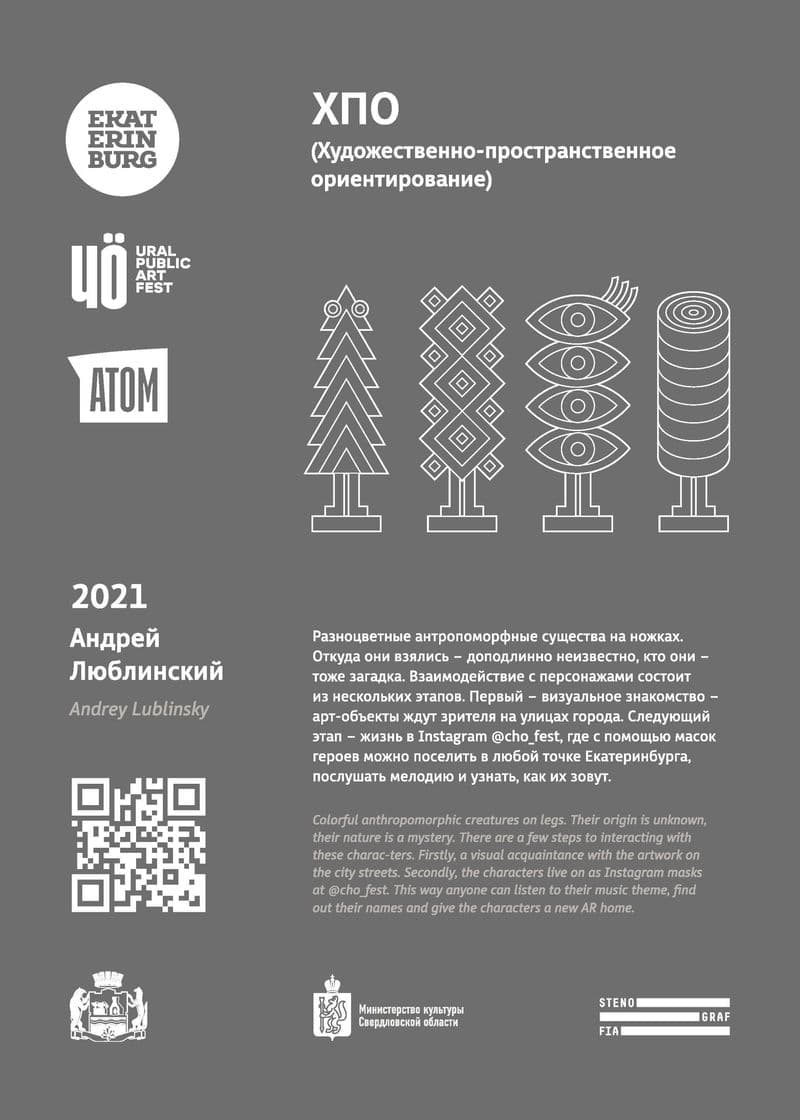 EKAT
ERIN
BURG
ЧÖ
URAL
PUBLIC
ART
FEST
АТОМ
ХПО
(Художественно-пространственное
ориентирование)
2021
Андрей
Люблинский
Andrey Lublinsky
Разноцветные антропоморфные существа на ножках.
Откуда они взялись – доподлинно неизвестно, кто они –
тоже загадка. Взаимодействие с персонажами состоит
из нескольких этапов. Первый – визуальное знакомство –
арт-объекты ждут зрителя на улицах города. Следующий
этап – жизнь в Instagram @cho_fest, где с помощью масок
героев можно поселить в любой точке Екатеринбурга,
послушать мелодию и узнать, как их зовут.
Colorful anthropomorphic creatures on legs. Their origin is unknown,
their nature is a mystery. There are a few steps to interacting with
these charac-ters. Firstly, a visual acquaintance with the artwork on
the city streets. Secondly, the characters live on as Instagram masks
at @cho_fest. This way anyone can listen to their music theme, find
out their names and give the characters a new AR home.
Министерство культуры
Свердловской области
STENO
GRAF
FIA